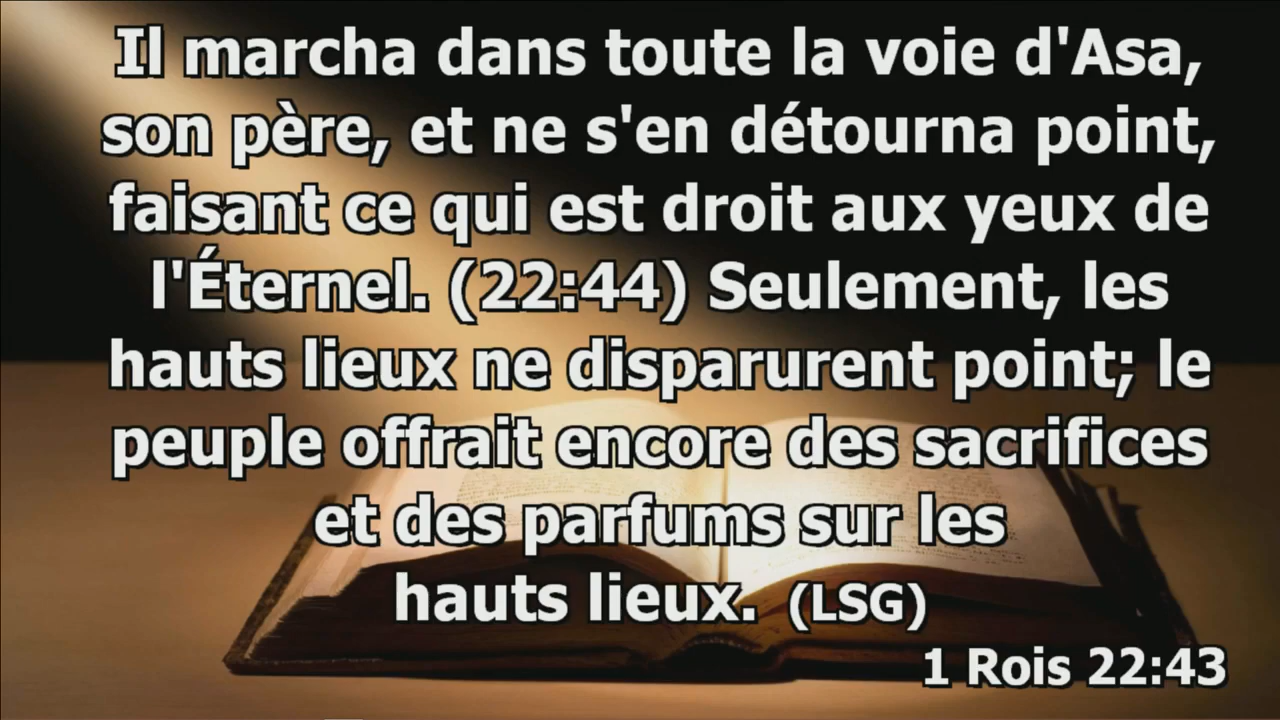 Il marcha dans toute la voie d'Asa,
son père, et ne s'en détourna point,
faisant ce qui est droit aux yeux de
l'Éternel. (22:44) Seulement, les
hauts lieux ne disparurent point; le
peuple offrait encore des sacrifices
et des parfums sur les
hauts lieux. (LSG)
1 Rois 22:43